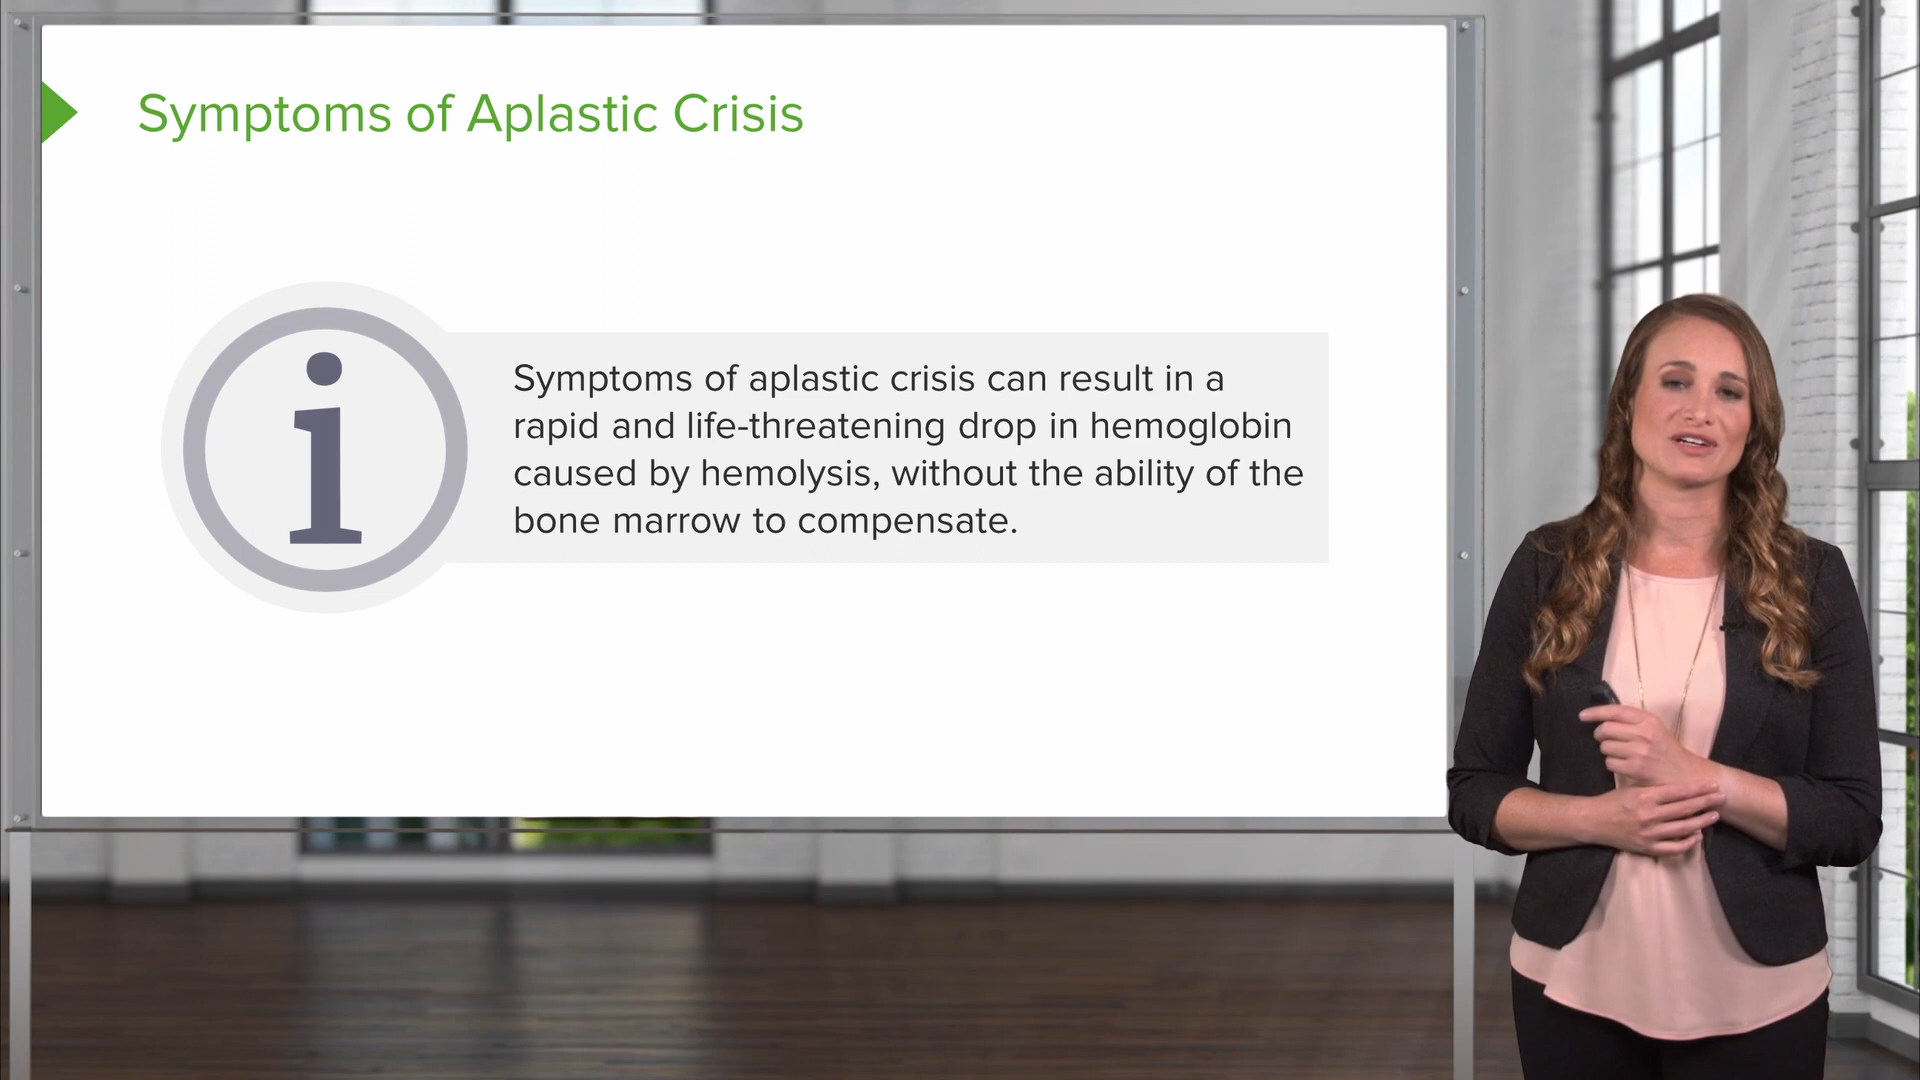 Symptoms of Aplastic Crisis
Symptoms of aplastic crisis can result in a
rapid and life-threatening drop in hemoglobin
caused by hemolysis, without the ability of the
bone marrow to compensate.